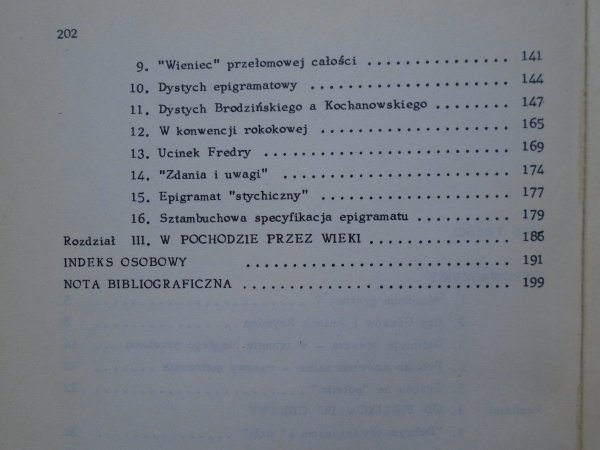 202
9. "Wieniec" przełomowej całości ................ 141
10. Dystych epigramatowy ........................ 144
11. Dystych Brodzińskiego a Kochanowskiego ......... 147
12. W konwencji rokokowej ....................... 165
13. Ucinek Fredry ............................. 169
14. "Zdania i uwagi" ........................... 174
15. Epigramat "stychiczny" ...................... 177
16. Sztambuchowa specyfikacja epigramatu .......... 179
Rozdział III. W POCHODZIE PRZEZ WIEKI ................ 186
INDEKS OSOBOWY ............................ 191
NOTA BIBLIOGRAFICZNA ............................. 199